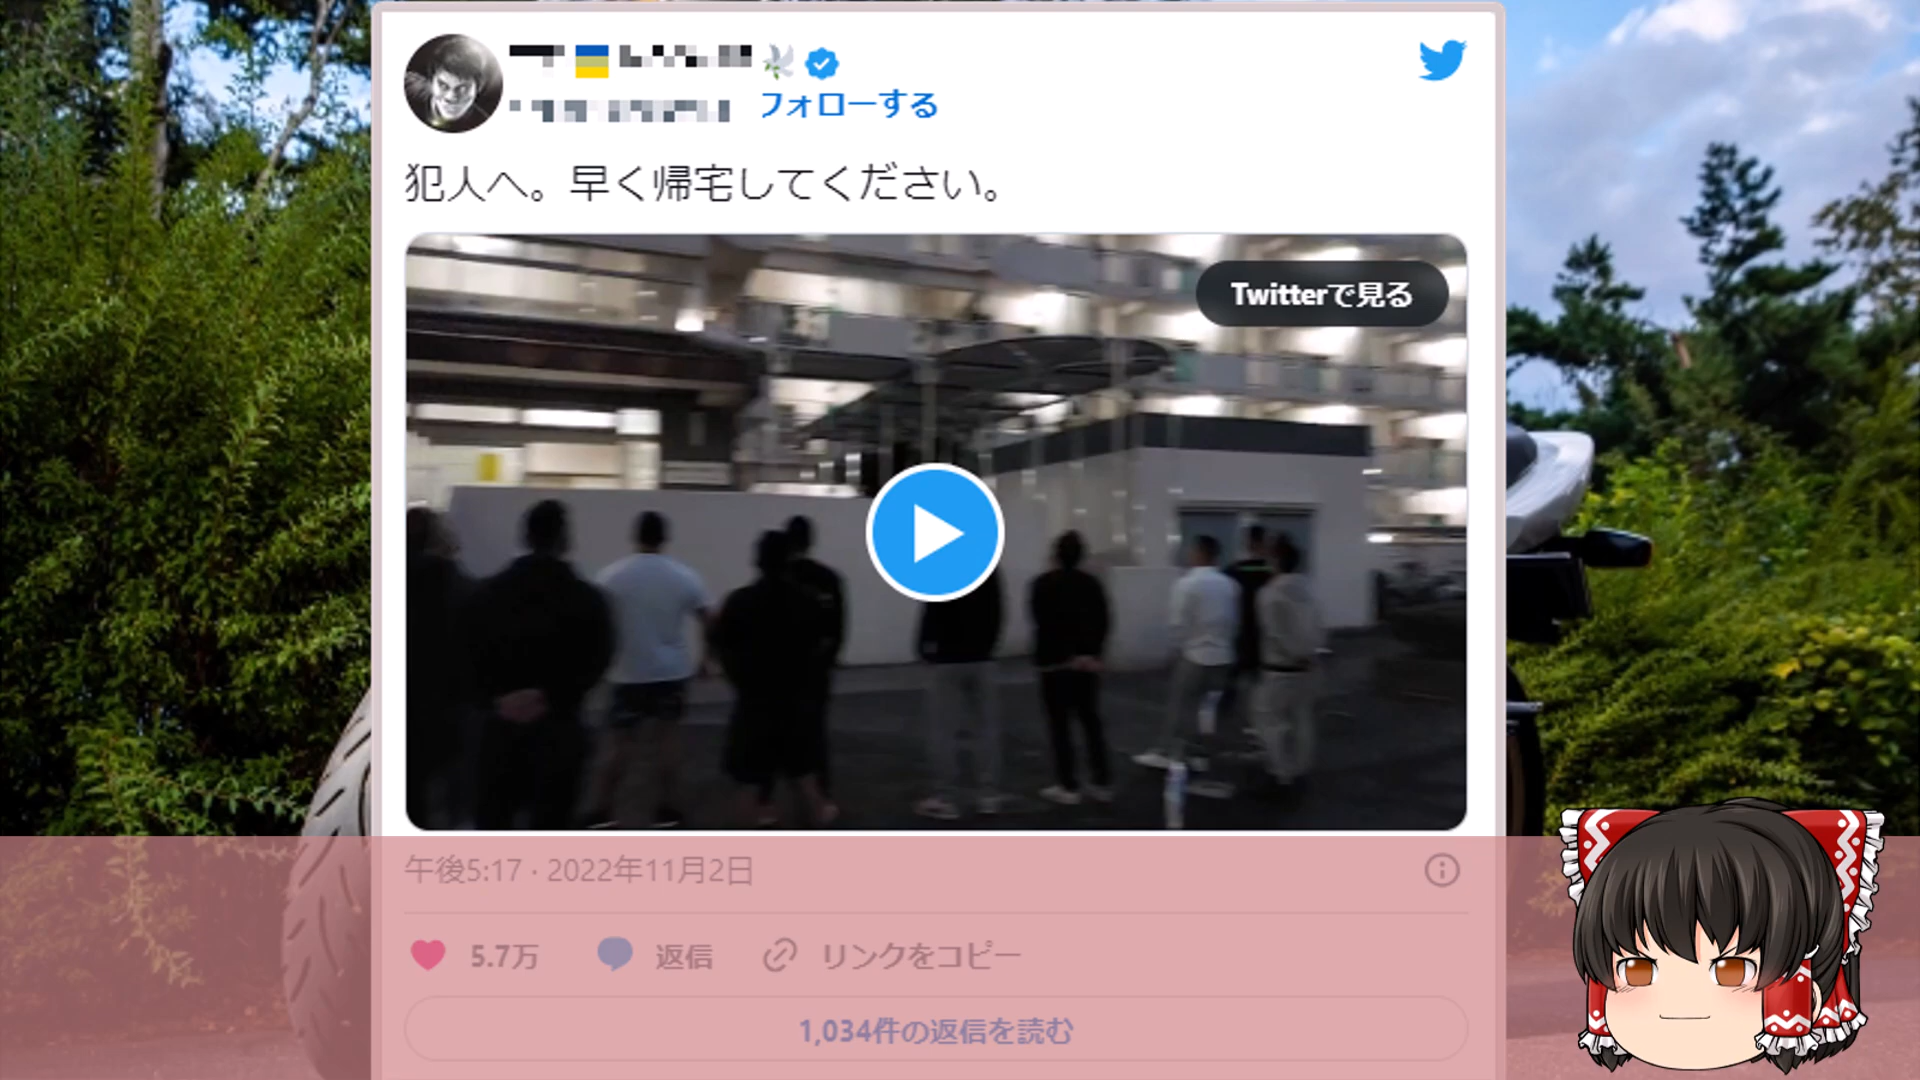 フォローする
犯人へ。早く帰宅してください。
Twitterで見る
午後5:17 · 2022年11月2日
5.7万 返信 リンクをコピー
1,034件の返信を読む